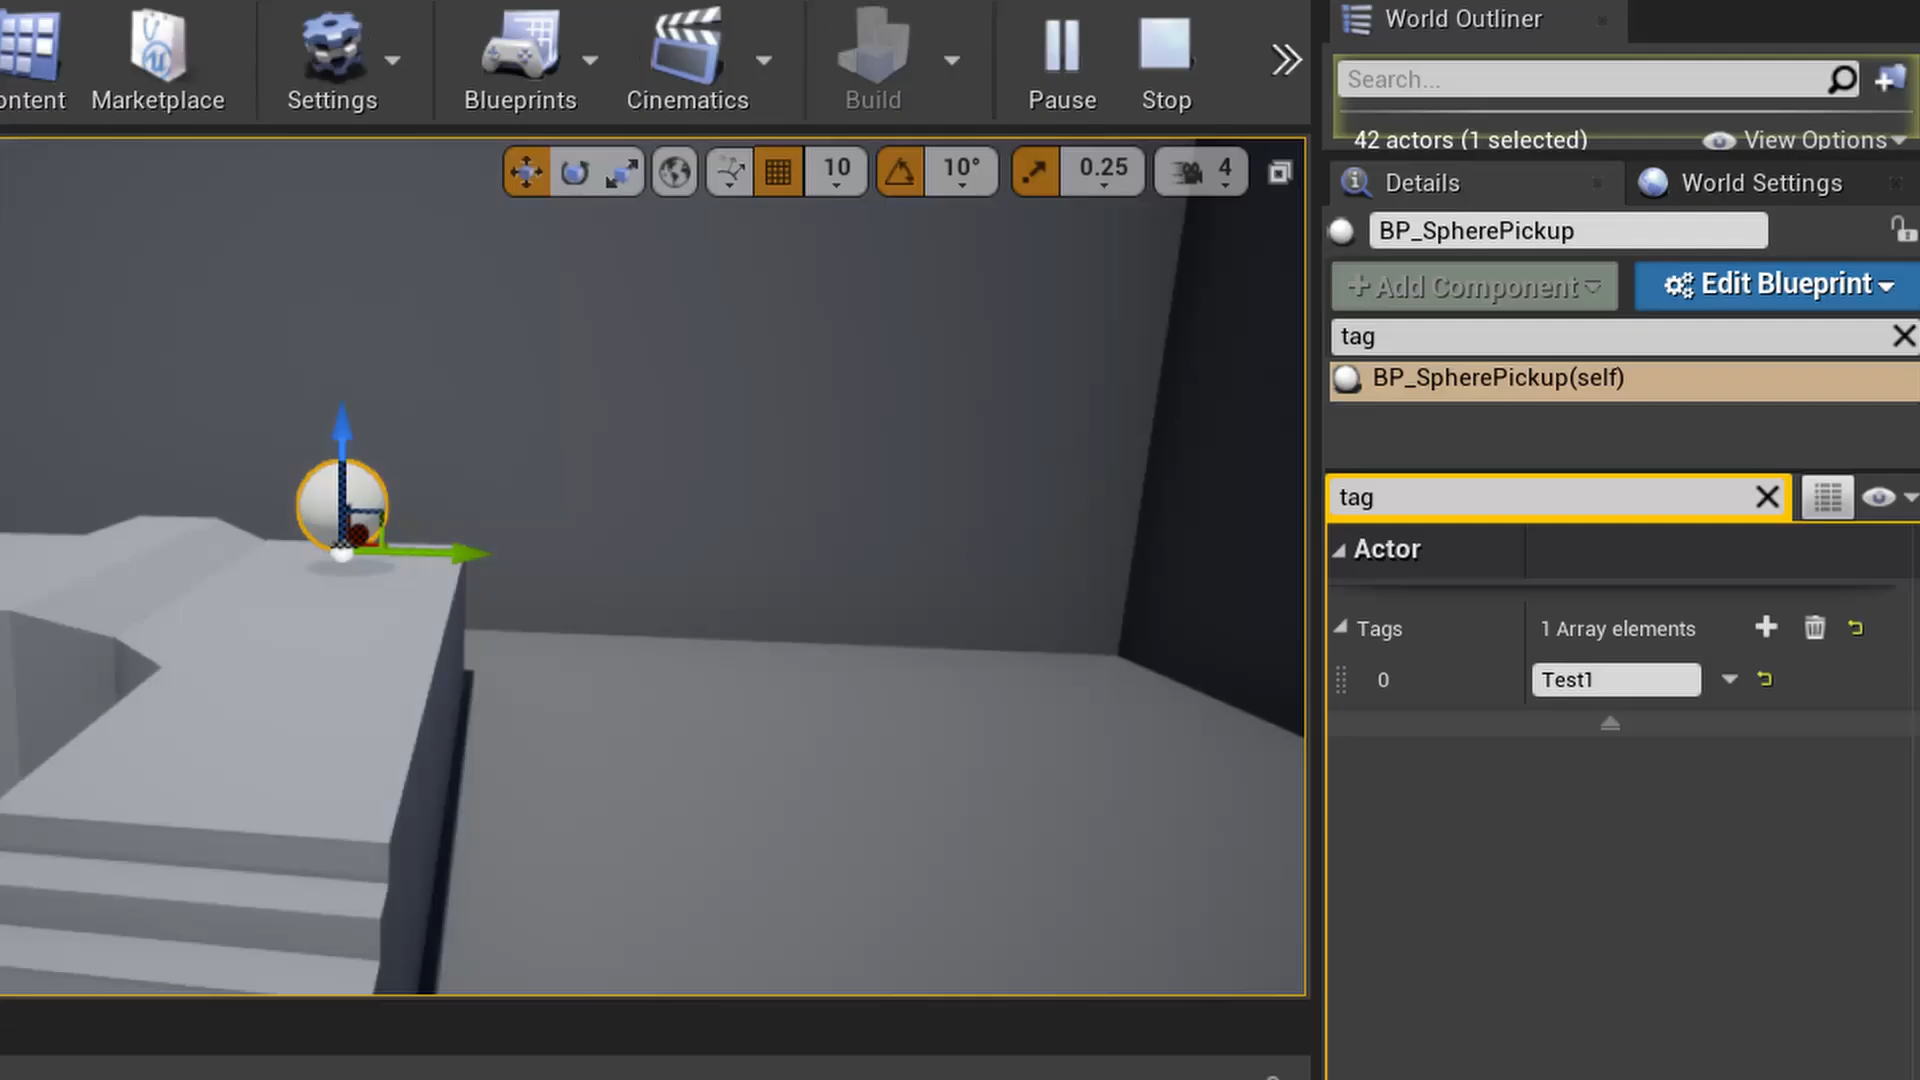 ontent
Marketplace
Settings
Blueprints
Cinematics
Build
Pause
Stop
10
10°
0.25
4
World Outliner
Search...
42 actors (1 selected)
View Options
Details
World Settings
BP_SpherePickup
+ Add Component
Edit Blueprint
tag
BP_SpherePickup(self)
tag
Actor
Tags
1 Array elements
0
Test1